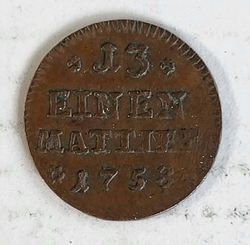 13
EINEN
MATTIER
1753